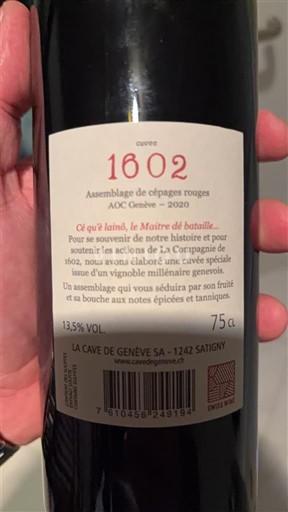 cuvée
1602
Assemblage de cépages rouges
AOC Genève – 2020
Cé qu'è lainô, le Maitre dé bataille...
Pour se souvenir de notre histoire et pour
soutenir les actions de La Compagnie de
1602, nous avons élaboré une cuvée spéciale
issue d'un vignoble millénaire genevois.
Un assemblage qui vous séduira par son fruité
et sa bouche aux notes épicées et tanniques.
13,5% VOL.
75 CL
LA CAVE DE GENÈVE SA - 1242 SATIGNY
www.cavedegeneve.ch
7 610456 249194
SWISS WINE